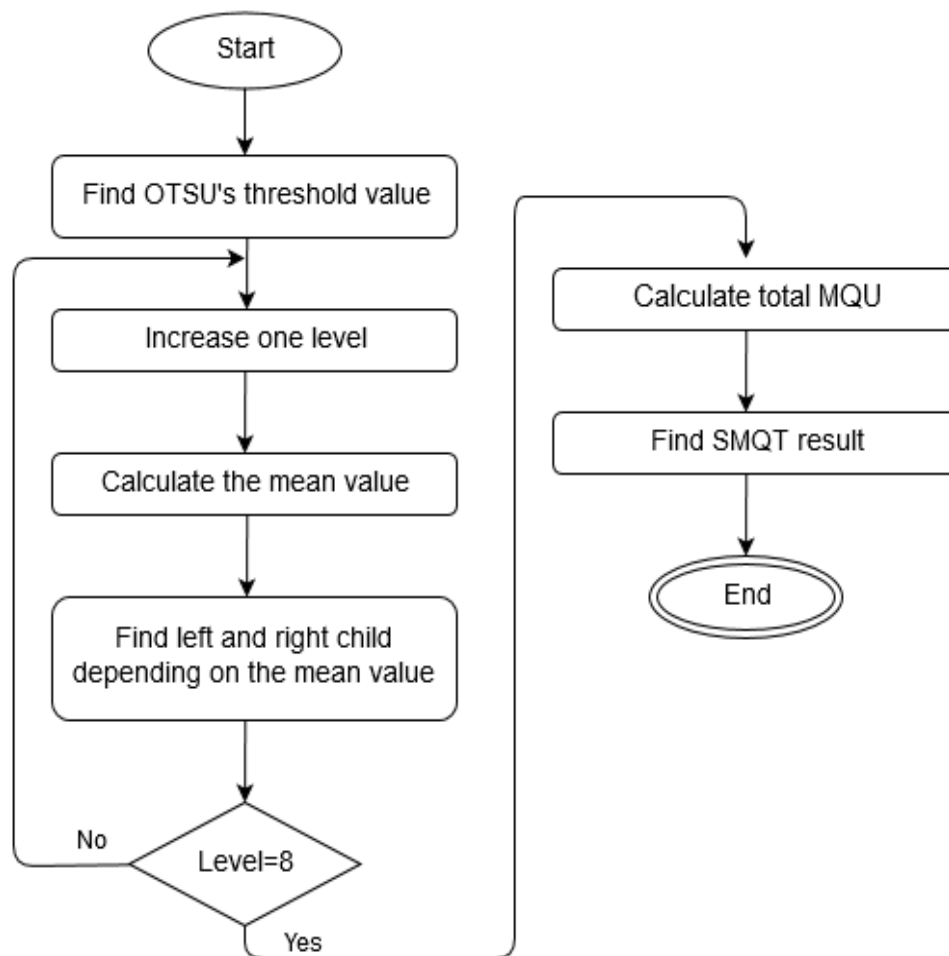 Start
Find OTSU's threshold value
Increase one level
Calculate the mean value
Find left and right child
depending on the mean value
No
Level=8
Yes
Calculate total MQU
Find SMQT result
End